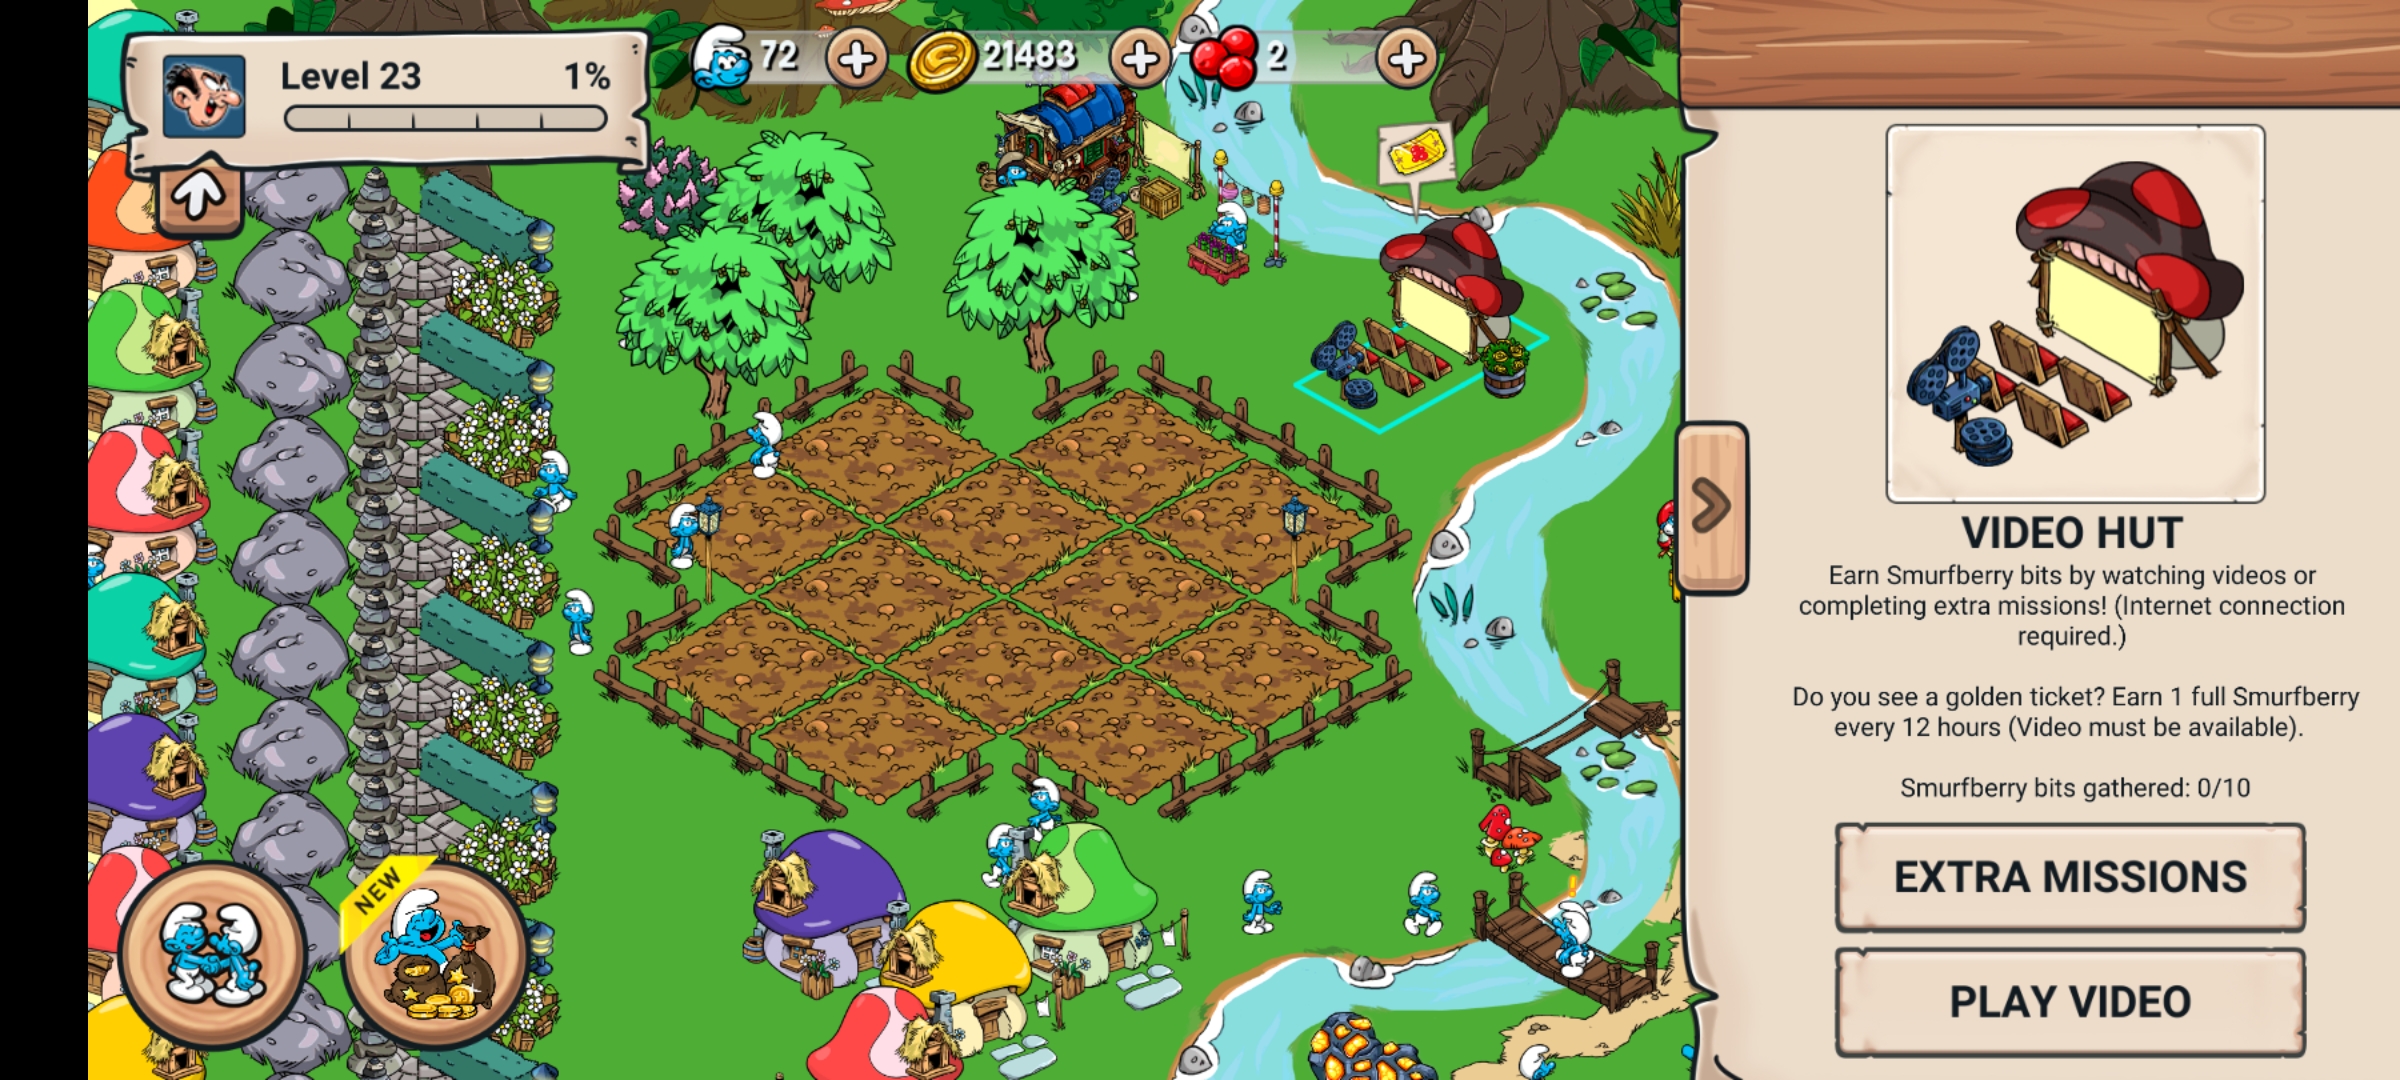 Level 23 1%
72
21483
2
NEW
VIDEO HUT
Earn Smurfberry bits by watching videos or
completing extra missions! (Internet connection
required.)
Do you see a golden ticket? Earn 1 full Smurfberry
every 12 hours (Video must be available).
Smurfberry bits gathered: 0/10
EXTRA MISSIONS
PLAY VIDEO